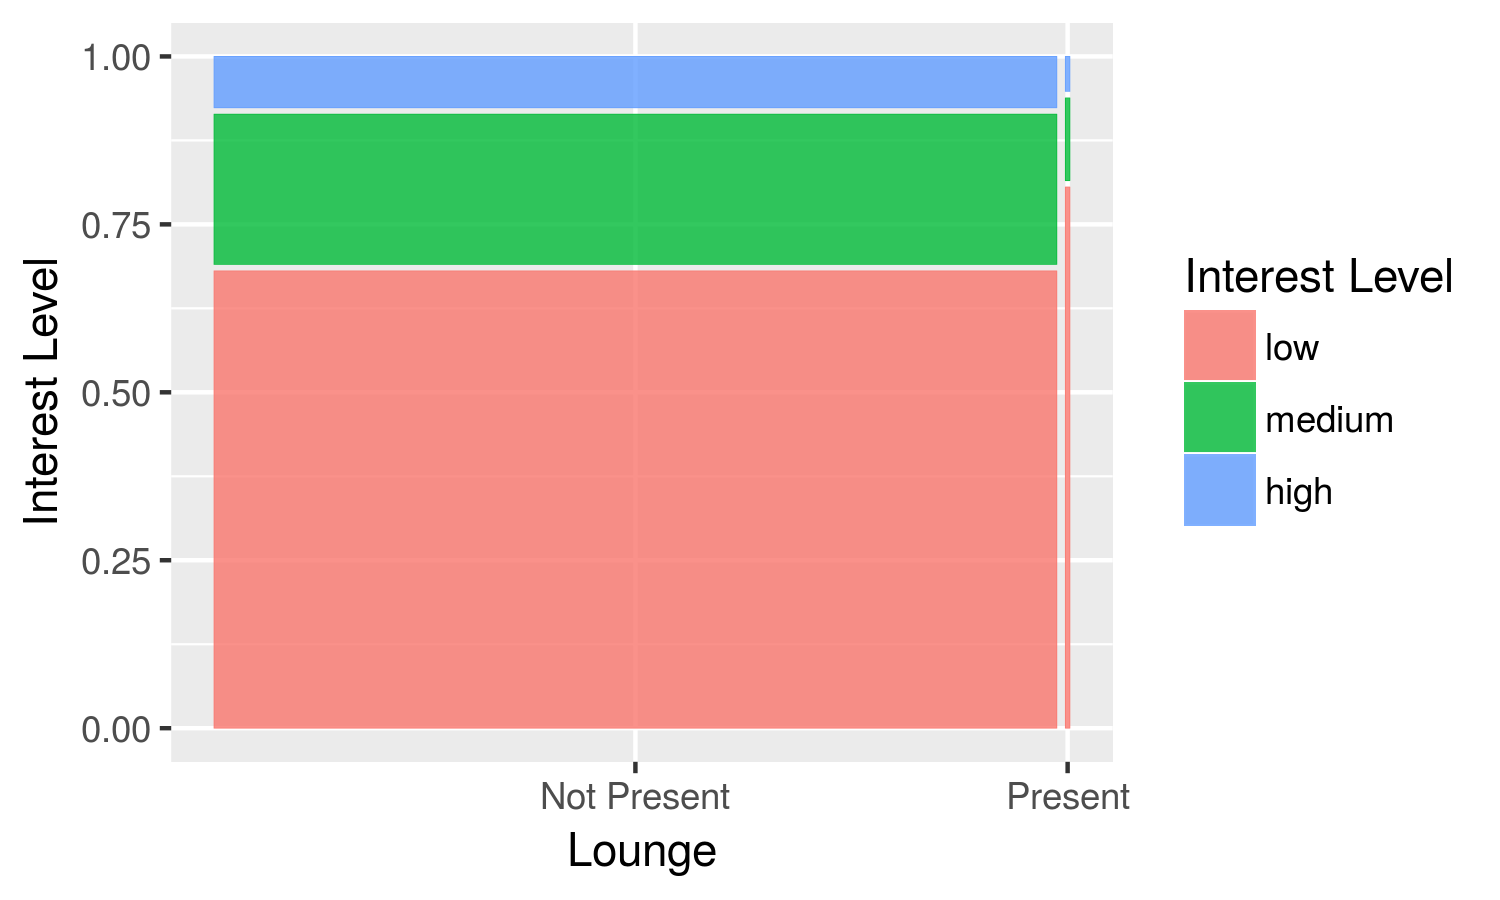 1.00
0.75
0.50
0.25
0.00
Interest Level
Not Present
Present
Lounge
Interest Level
low
medium
high